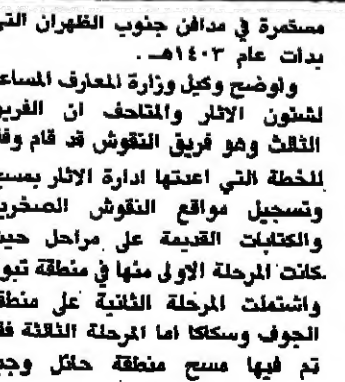 مستمرة في مدافن جنوب الظهران التي
بدأت عام ١٤٠٣هـ .
وأوضح وكيل وزارة المعارف المساعد
لشئون الاثار والمتاحف ان الفريق
الثالث وهو فريق النقوش قد قام وفقا
للخطة التي اعدتها ادارة الاثار بمسح
وتسجيل مواقع النقوش الصخرية
والكتابات القديمة على مراحل حيث
كانت المرحلة الاولى منها في منطقة تبوك
واشتملت المرحلة الثانية على منطقة
الجوف وسكاكا اما المرحلة الثالثة فقد
تم فيها مسح منطقة حائل وجبة